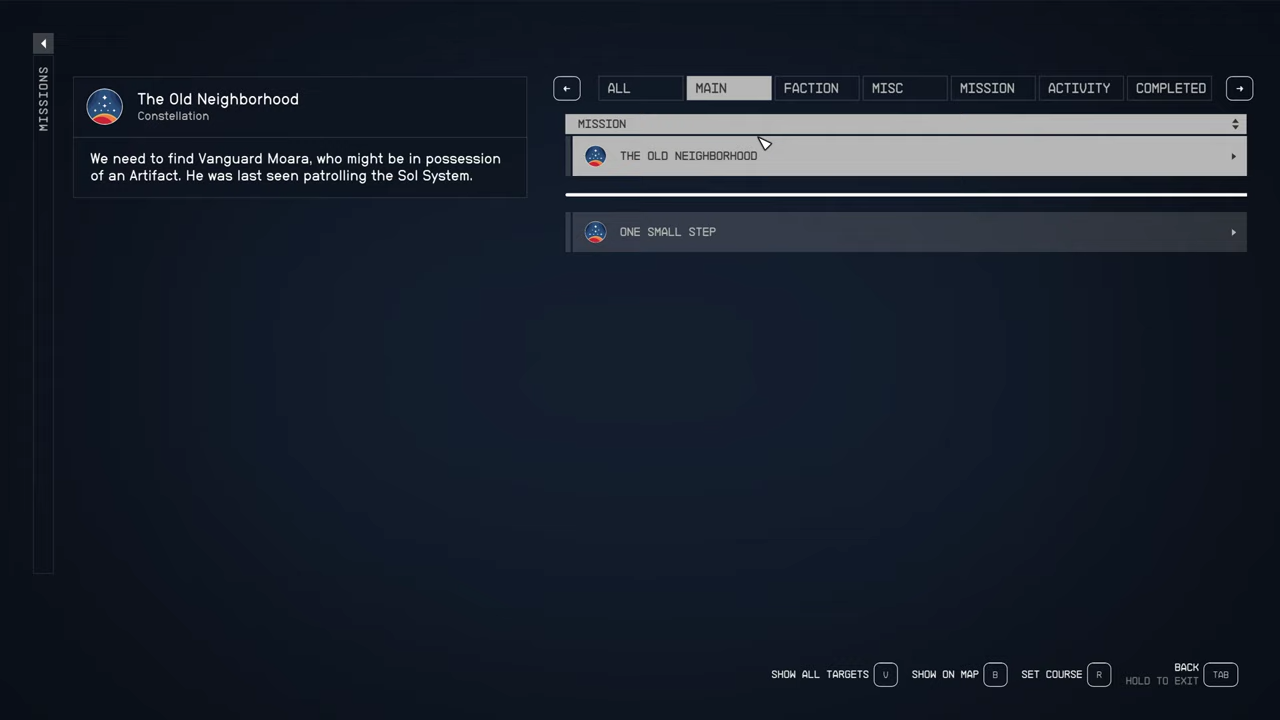 MISSIONS
The Old Neighborhood
Constellation
We need to find Vanguard Moara, who might be in possession
of an Artifact. He was last seen patrolling the Sol System.
ALL MAIN FACTION MISC MISSION ACTIVITY COMPLETED
MISSION
THE OLD NEIGHBORHOOD
ONE SMALL STEP
SHOW ALL TARGETS V SHOW ON MAP B SET COURSE R BACK TAB
HOLD TO EXIT